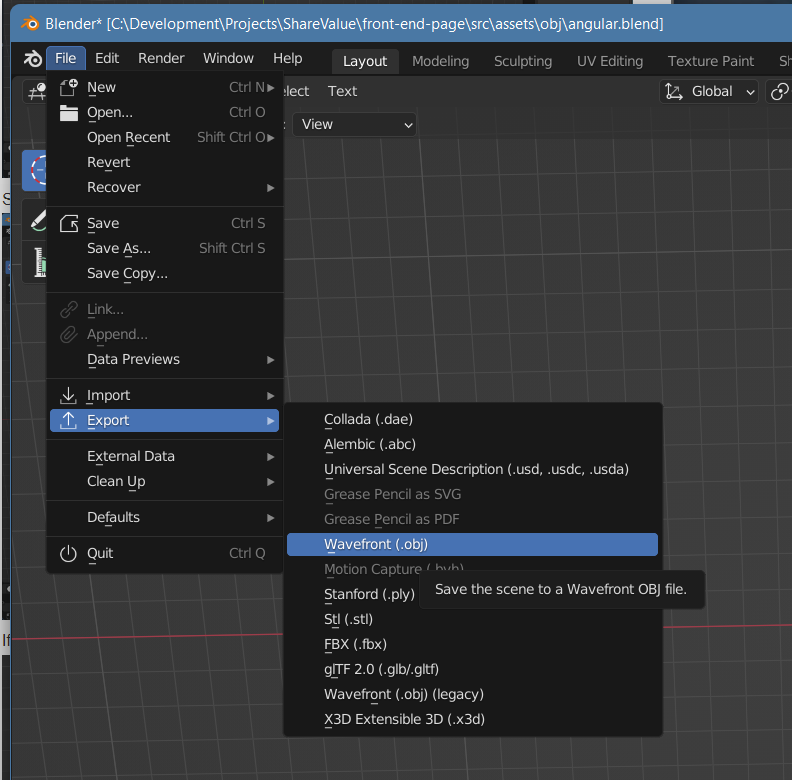 Blender* [C:\Development\Projects\ShareValue\front-end-page\src\assets\obj\angular.blend]
File Edit Render Window Help Layout Modeling Sculpting UV Editing Texture Paint Sh
New Ctrl N
elect Text Global
Open... Ctrl O
: View
Open Recent Shift Ctrl O
Revert
Recover
Save Ctrl S
Save As... Shift Ctrl S
Save Copy...
Link...
Append...
Data Previews
Import
Export
External Data
Clean Up
Defaults
Quit Ctrl Q
Collada (.dae)
Alembic (.abc)
Universal Scene Description (.usd, .usdc, .usda)
Grease Pencil as SVG
Grease Pencil as PDF
Wavefront (.obj)
Motion Capture (.bvh)
Save the scene to a Wavefront OBJ file.
Stanford (.ply)
Stl (.stl)
FBX (.fbx)
glTF 2.0 (.glb/.gltf)
Wavefront (.obj) (legacy)
X3D Extensible 3D (.x3d)
If